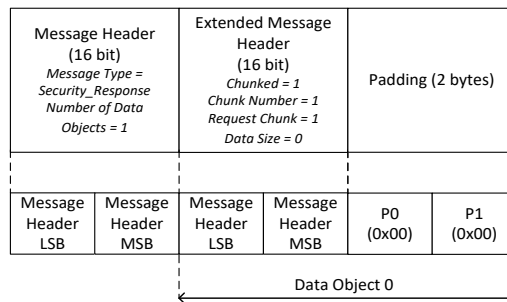 Message Header
(16 bit)
Message Type =
Security_Response
Number of Data
Objects = 1
Extended Message
Header
(16 bit)
Chunked = 1
Chunk Number = 1
Request Chunk = 1
Data Size = 0
Padding (2 bytes)
Message
Header
LSB
Message
Header
MSB
Message
Header
LSB
Message
Header
MSB
P0
(0x00)
P1
(0x00)
Data Object 0